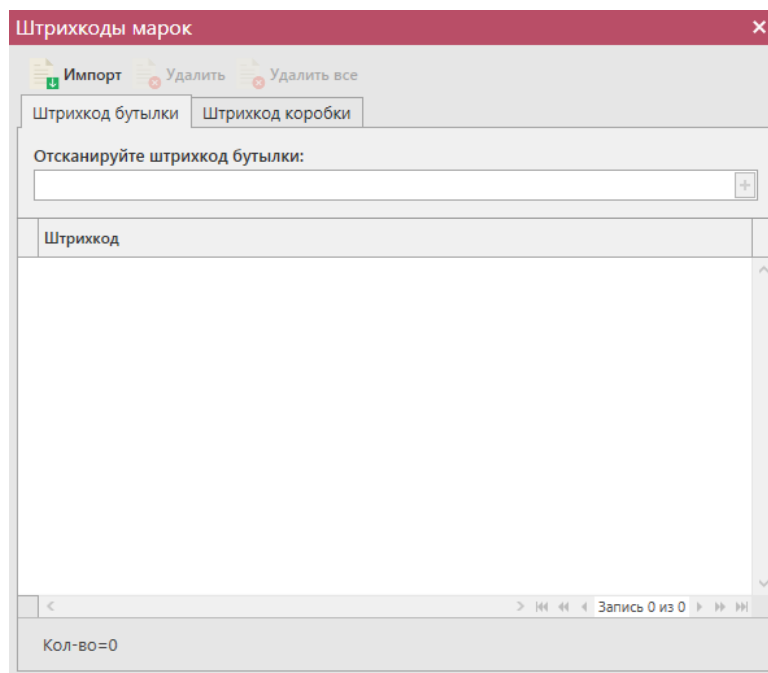 Штрихкоды марок
Импорт Удалить Удалить все
Штрихкод бутылки Штрихкод коробки
Отсканируйте штрихкод бутылки:
Штрихкод
Запись 0 из 0
Кол-во=0